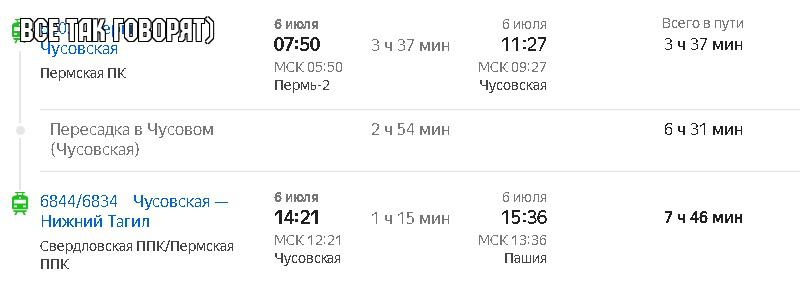 ВСЕ ТАК ГОВОРЯТ)
Чусовская
Пермская ПК
6 июля
07:50
МСК 05:50
Пермь-2
3 ч 37 мин
6 июля
11:27
МСК 09:27
Чусовская
Всего в пути
3 ч 37 мин
Пересадка в Чусовом
(Чусовская)
2 ч 54 мин
6 ч 31 мин
6844/6834 Чусовская —
Нижний Тагил
Свердловская ППК/Пермская
ППК
6 июля
14:21
МСК 12:21
Чусовская
1 ч 15 мин
6 июля
15:36
МСК 13:36
Пашия
7 ч 46 мин